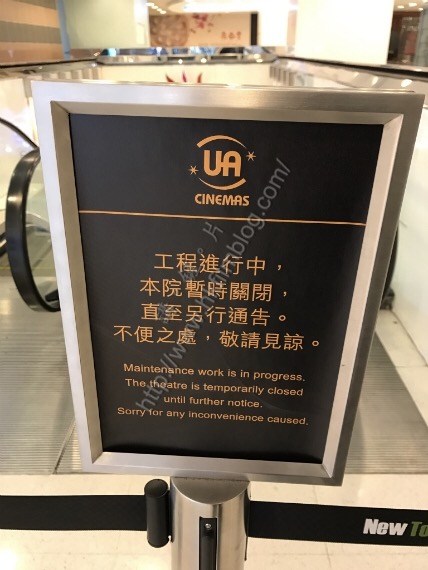 UA
CINEMAS
工程進行中，
本院暫時關閉，
直至另行通告。
不便之處，敬請見諒。
Maintenance work is in progress.
The theatre is temporarily closed
until further notice.
Sorry for any inconvenience caused.
New To